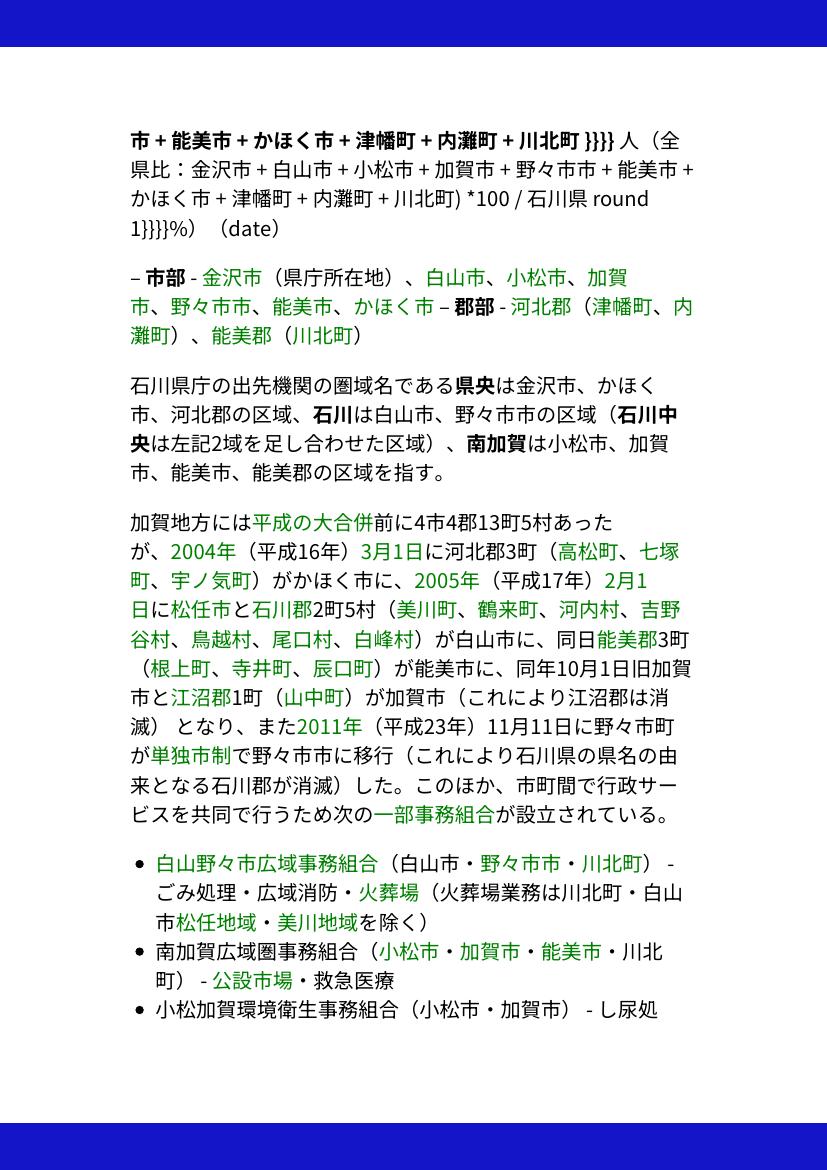 市 + 能美市 + かほく市 + 津幡町 + 内灘町 + 川北町 }}}} 人（全
県比：金沢市 + 白山市 + 小松市 + 加賀市 + 野々市市 + 能美市 +
かほく市 + 津幡町 + 内灘町 + 川北町) *100 / 石川県 round
1}}}}%）（date）
– 市部 - 金沢市（県庁所在地）、白山市、小松市、加賀
市、野々市市、能美市、かほく市 – 郡部 - 河北郡（津幡町、内
灘町）、能美郡（川北町）
石川県庁の出先機関の圏域名である県央は金沢市、かほく
市、河北郡の区域、石川は白山市、野々市市の区域（石川中
央は左記2域を足し合わせた区域）、南加賀は小松市、加賀
市、能美市、能美郡の区域を指す。
加賀地方には平成の大合併前に4市4郡13町5村あった
が、2004年（平成16年）3月1日に河北郡3町（高松町、七塚
町、宇ノ気町）がかほく市に、2005年（平成17年）2月1
日に松任市と石川郡2町5村（美川町、鶴来町、河内村、吉野
谷村、鳥越村、尾口村、白峰村）が白山市に、同日能美郡3町
（根上町、寺井町、辰口町）が能美市に、同年10月1日旧加賀
市と江沼郡1町（山中町）が加賀市（これにより江沼郡は消
滅） となり、また2011年（平成23年）11月11日に野々市町
が単独市制で野々市市に移行（これにより石川県の県名の由
来となる石川郡が消滅）した。このほか、市町間で行政サー
ビスを共同で行うため次の一部事務組合が設立されている。
● 白山野々市広域事務組合（白山市・野々市市・川北町） -
ごみ処理・広域消防・火葬場（火葬場業務は川北町・白山
市松任地域・美川地域を除く）
● 南加賀広域圏事務組合（小松市・加賀市・能美市・川北
町） - 公設市場・救急医療
● 小松加賀環境衛生事務組合（小松市・加賀市） - し尿処